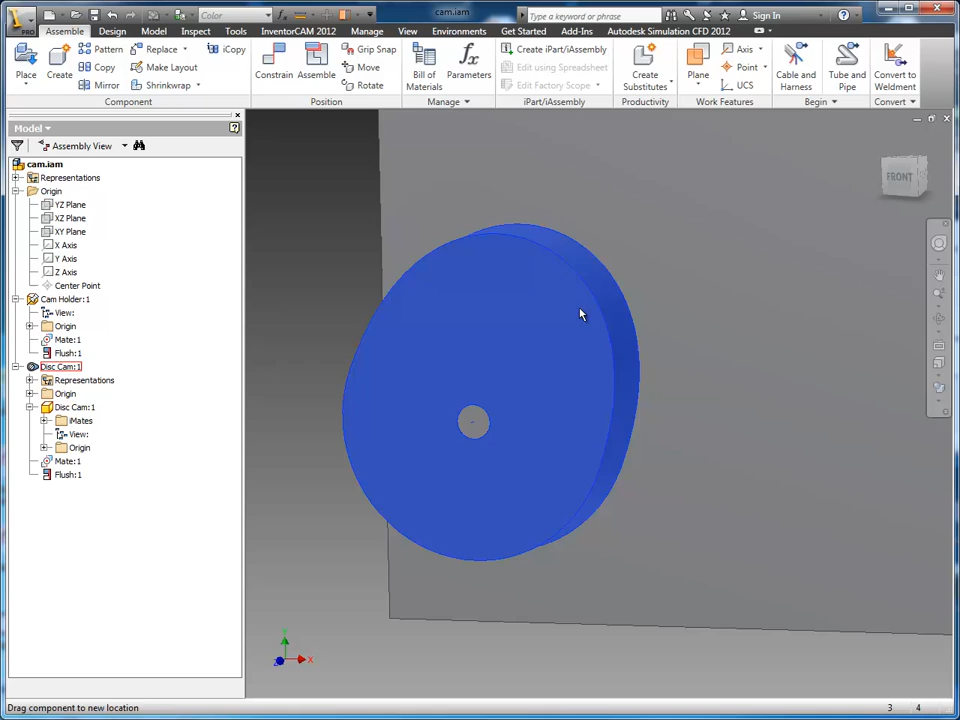 Color
cam.iam
Type a keyword or phrase
Sign In
PRO
Assemble Design Model Inspect Tools InventorCAM 2012 Manage View Environments Get Started Add-Ins Autodesk Simulation CFD 2012
Place
Create
Pattern
Copy
Mirror
Replace
Make Layout
Shrinkwrap
iCopy
Component
Constrain
Assemble
Grip Snap
Move
Rotate
Position
Bill of
Materials
Parameters
Manage
Create iPart/iAssembly
Edit using Spreadsheet
Edit Factory Scope
iPart/iAssembly
Create
Substitutes
Productivity
Plane
Axis
Point
UCS
Work Features
Cable and
Harness
Tube and
Pipe
Begin
Convert to
Weldment
Convert
Model
Assembly View
cam.iam
Representations
Origin
YZ Plane
XZ Plane
XY Plane
X Axis
Y Axis
Z Axis
Center Point
Cam Holder:1
View:
Origin
Mate:1
Flush:1
Disc Cam:1
Representations
Origin
Disc Cam:1
iMates
View:
Origin
Mate:1
Flush:1
FRONT
Y
X
Z
Drag component to new location
3 4